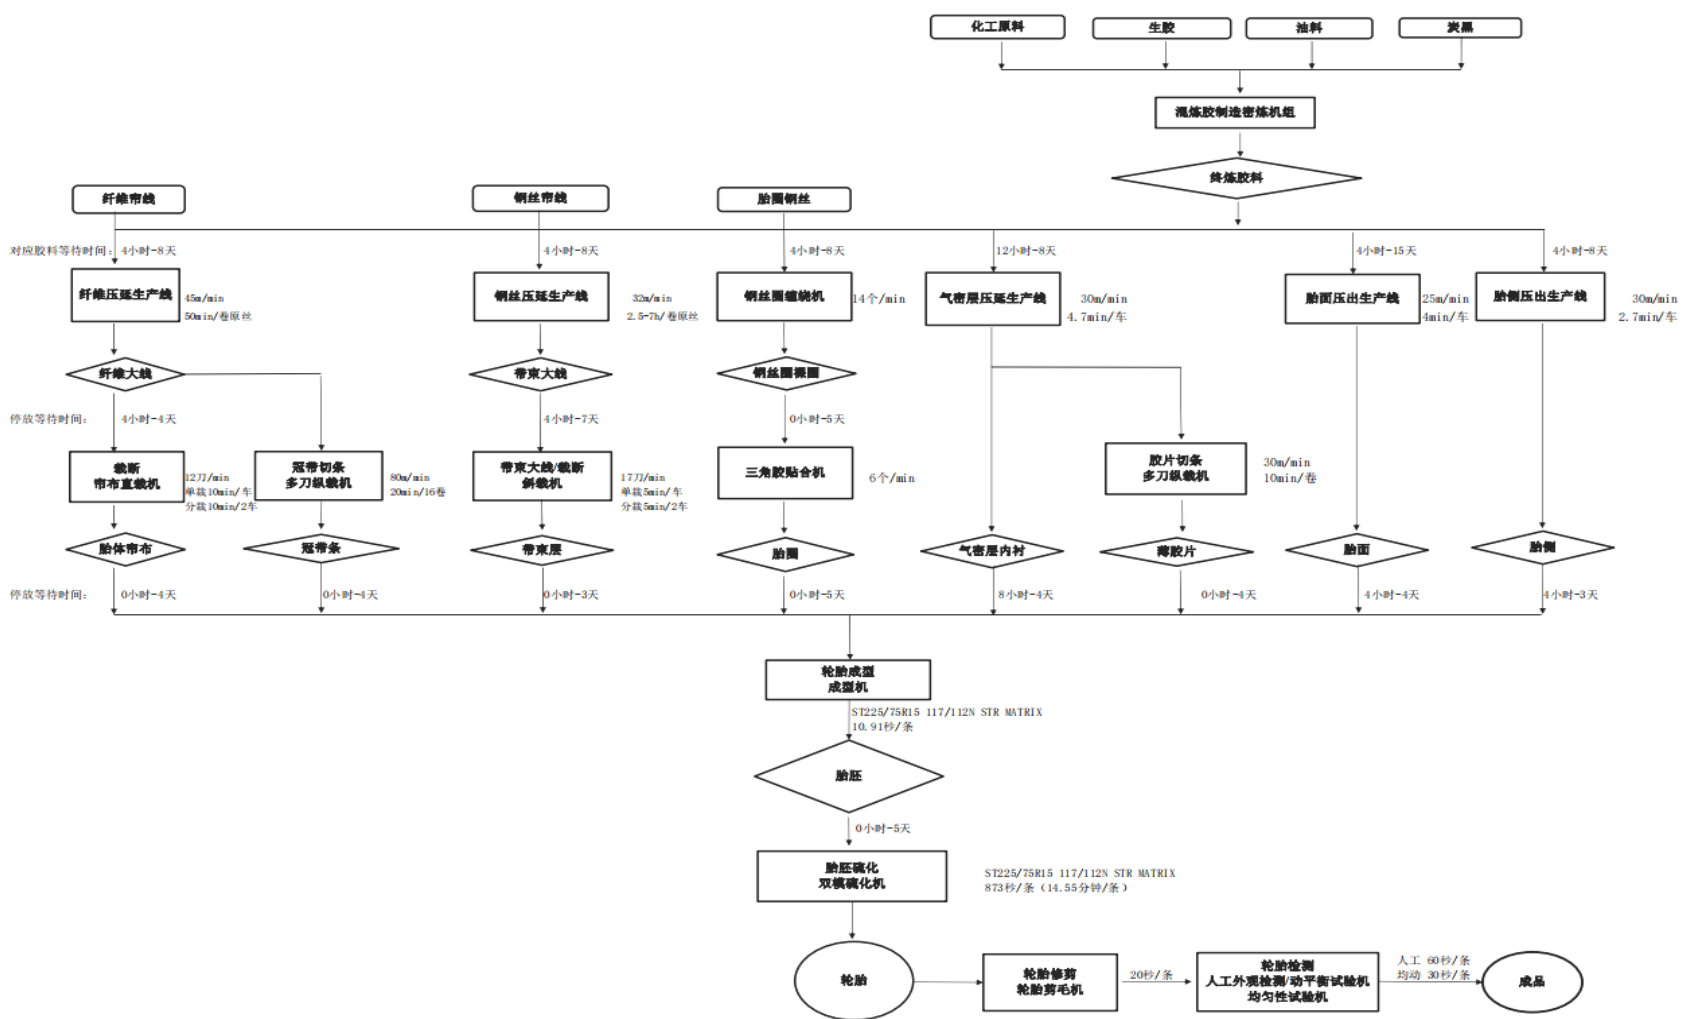 化工原料
生胶
油料
炭黑
混炼胶制造密炼机组
终炼胶料
纤维帘线
钢丝帘线
胎圈钢丝
对应胶料等待时间：
4小时-8天
4小时-8天
4小时-8天
12小时-8天
4小时-15天
4小时-8天
纤维压延生产线
45m/min
50min/卷原丝
钢丝压延生产线
32m/min
2.5-7h/卷原丝
钢丝圈缠绕机
14个/min
气密层压延生产线
30m/min
4.7min/车
胎面压出生产线
25m/min
4min/车
胎侧压出生产线
30m/min
2.7min/车
纤维大线
带束大线
钢丝圈裸圈
停放等待时间：
4小时-4天
4小时-7天
0小时-5天
裁断
帘布直裁机
12刀/min
单裁10min/车
分裁10min/2车
冠带切条
多刀纵裁机
80m/min
20min/16卷
带束大线/裁断
斜裁机
17刀/min
单裁5min/车
分裁5min/2车
三角胶贴合机
6个/min
胶片切条
多刀纵裁机
30m/min
10min/卷
胎体帘布
冠带条
带束层
胎圈
气密层内衬
薄胶片
胎面
胎侧
停放等待时间：
0小时-4天
0小时-4天
0小时-3天
0小时-5天
8小时-4天
0小时-4天
4小时-4天
4小时-3天
轮胎成型
成型机
ST225/75R15 117/112N STR MATRIX
10.91秒/条
胎胚
0小时-5天
胎胚硫化
双模硫化机
ST225/75R15 117/112N STR MATRIX
873秒/条（14.55分钟/条）
轮胎
轮胎修剪
轮胎剪毛机
20秒/条
轮胎检测
人工外观检测/动平衡试验机
均匀性试验机
人工 60秒/条
均动 30秒/条
成品